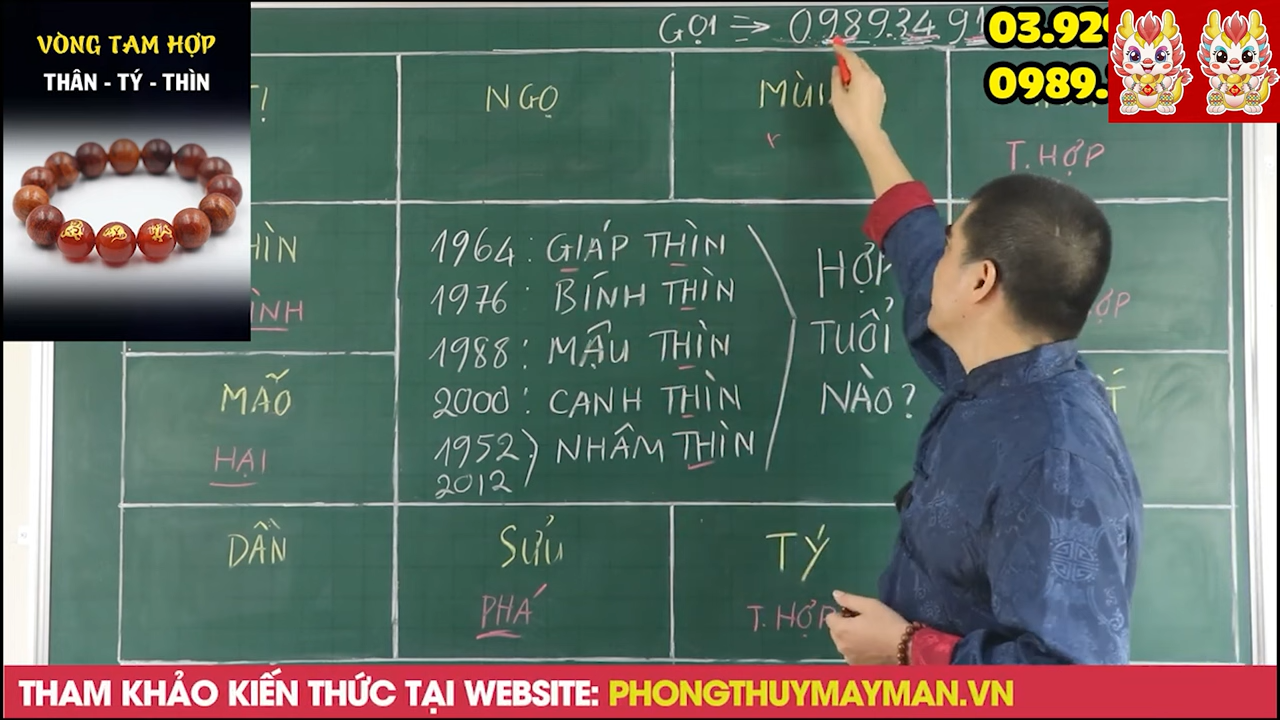 VÒNG TAM HỢP
THÂN - TÝ - THÌN
GỌI ⇒ 09893491
03.929
0989.
NGỌ
T.HỢP
1964 : GIÁP THÌN
1976 : BÍNH THÌN
1988 : MẬU THÌN
2000 : CANH THÌN
1952
2012
NHÂM THÌN
HỢP
TUỔI
NÀO?
MÃO
HẠI
DẦN
SỬU
PHÁ
TÝ
T.HỢP
THAM KHẢO KIẾN THỨC TẠI WEBSITE: PHONGTHUYMAYMAN.VN